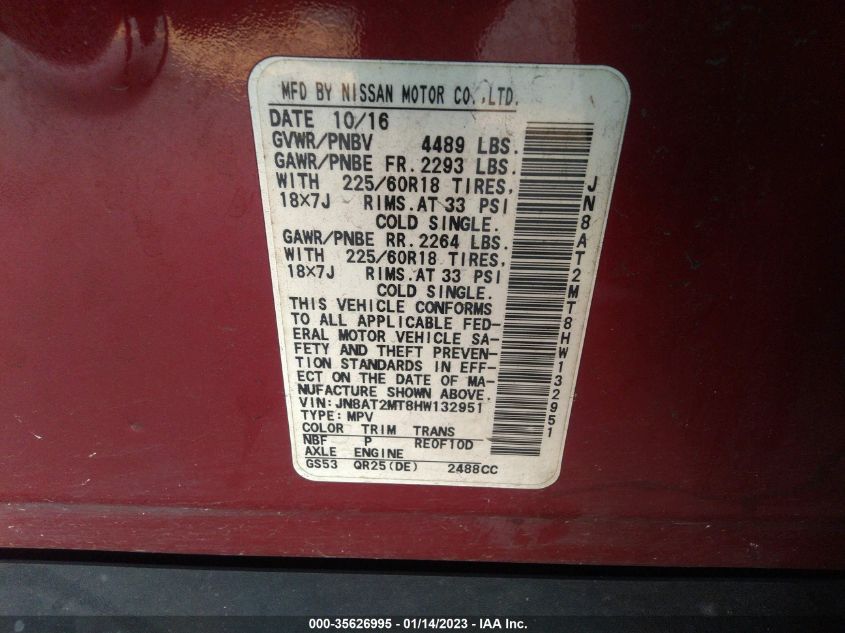 MFD BY NISSAN MOTOR CO.,LTD.
DATE 10/16
GVWR/PNBV 4489 LBS.
GAWR/PNBE FR. 2293 LBS.
WITH 225/60R18 TIRES,
18×7J RIMS. AT 33 PSI
COLD SINGLE.
GAWR/PNBE RR. 2264 LBS.
WITH 225/60R18 TIRES,
18×7J RIMS. AT 33 PSI
COLD SINGLE.
THIS VEHICLE CONFORMS
TO ALL APPLICABLE FED-
ERAL MOTOR VEHICLE SA-
FETY AND THEFT PREVEN-
TION STANDARDS IN EFF-
ECT ON THE DATE OF MA-
NUFACTURE SHOWN ABOVE.
VIN: JN8AT2MT8HW132951
TYPE: MPV
COLOR TRIM TRANS
NBF P RE0F10D
AXLE ENGINE
GS53 QR25(DE) 2488CC
JN8AT2MT8HW132951
000-35626995 - 01/14/2023 - IAA Inc.